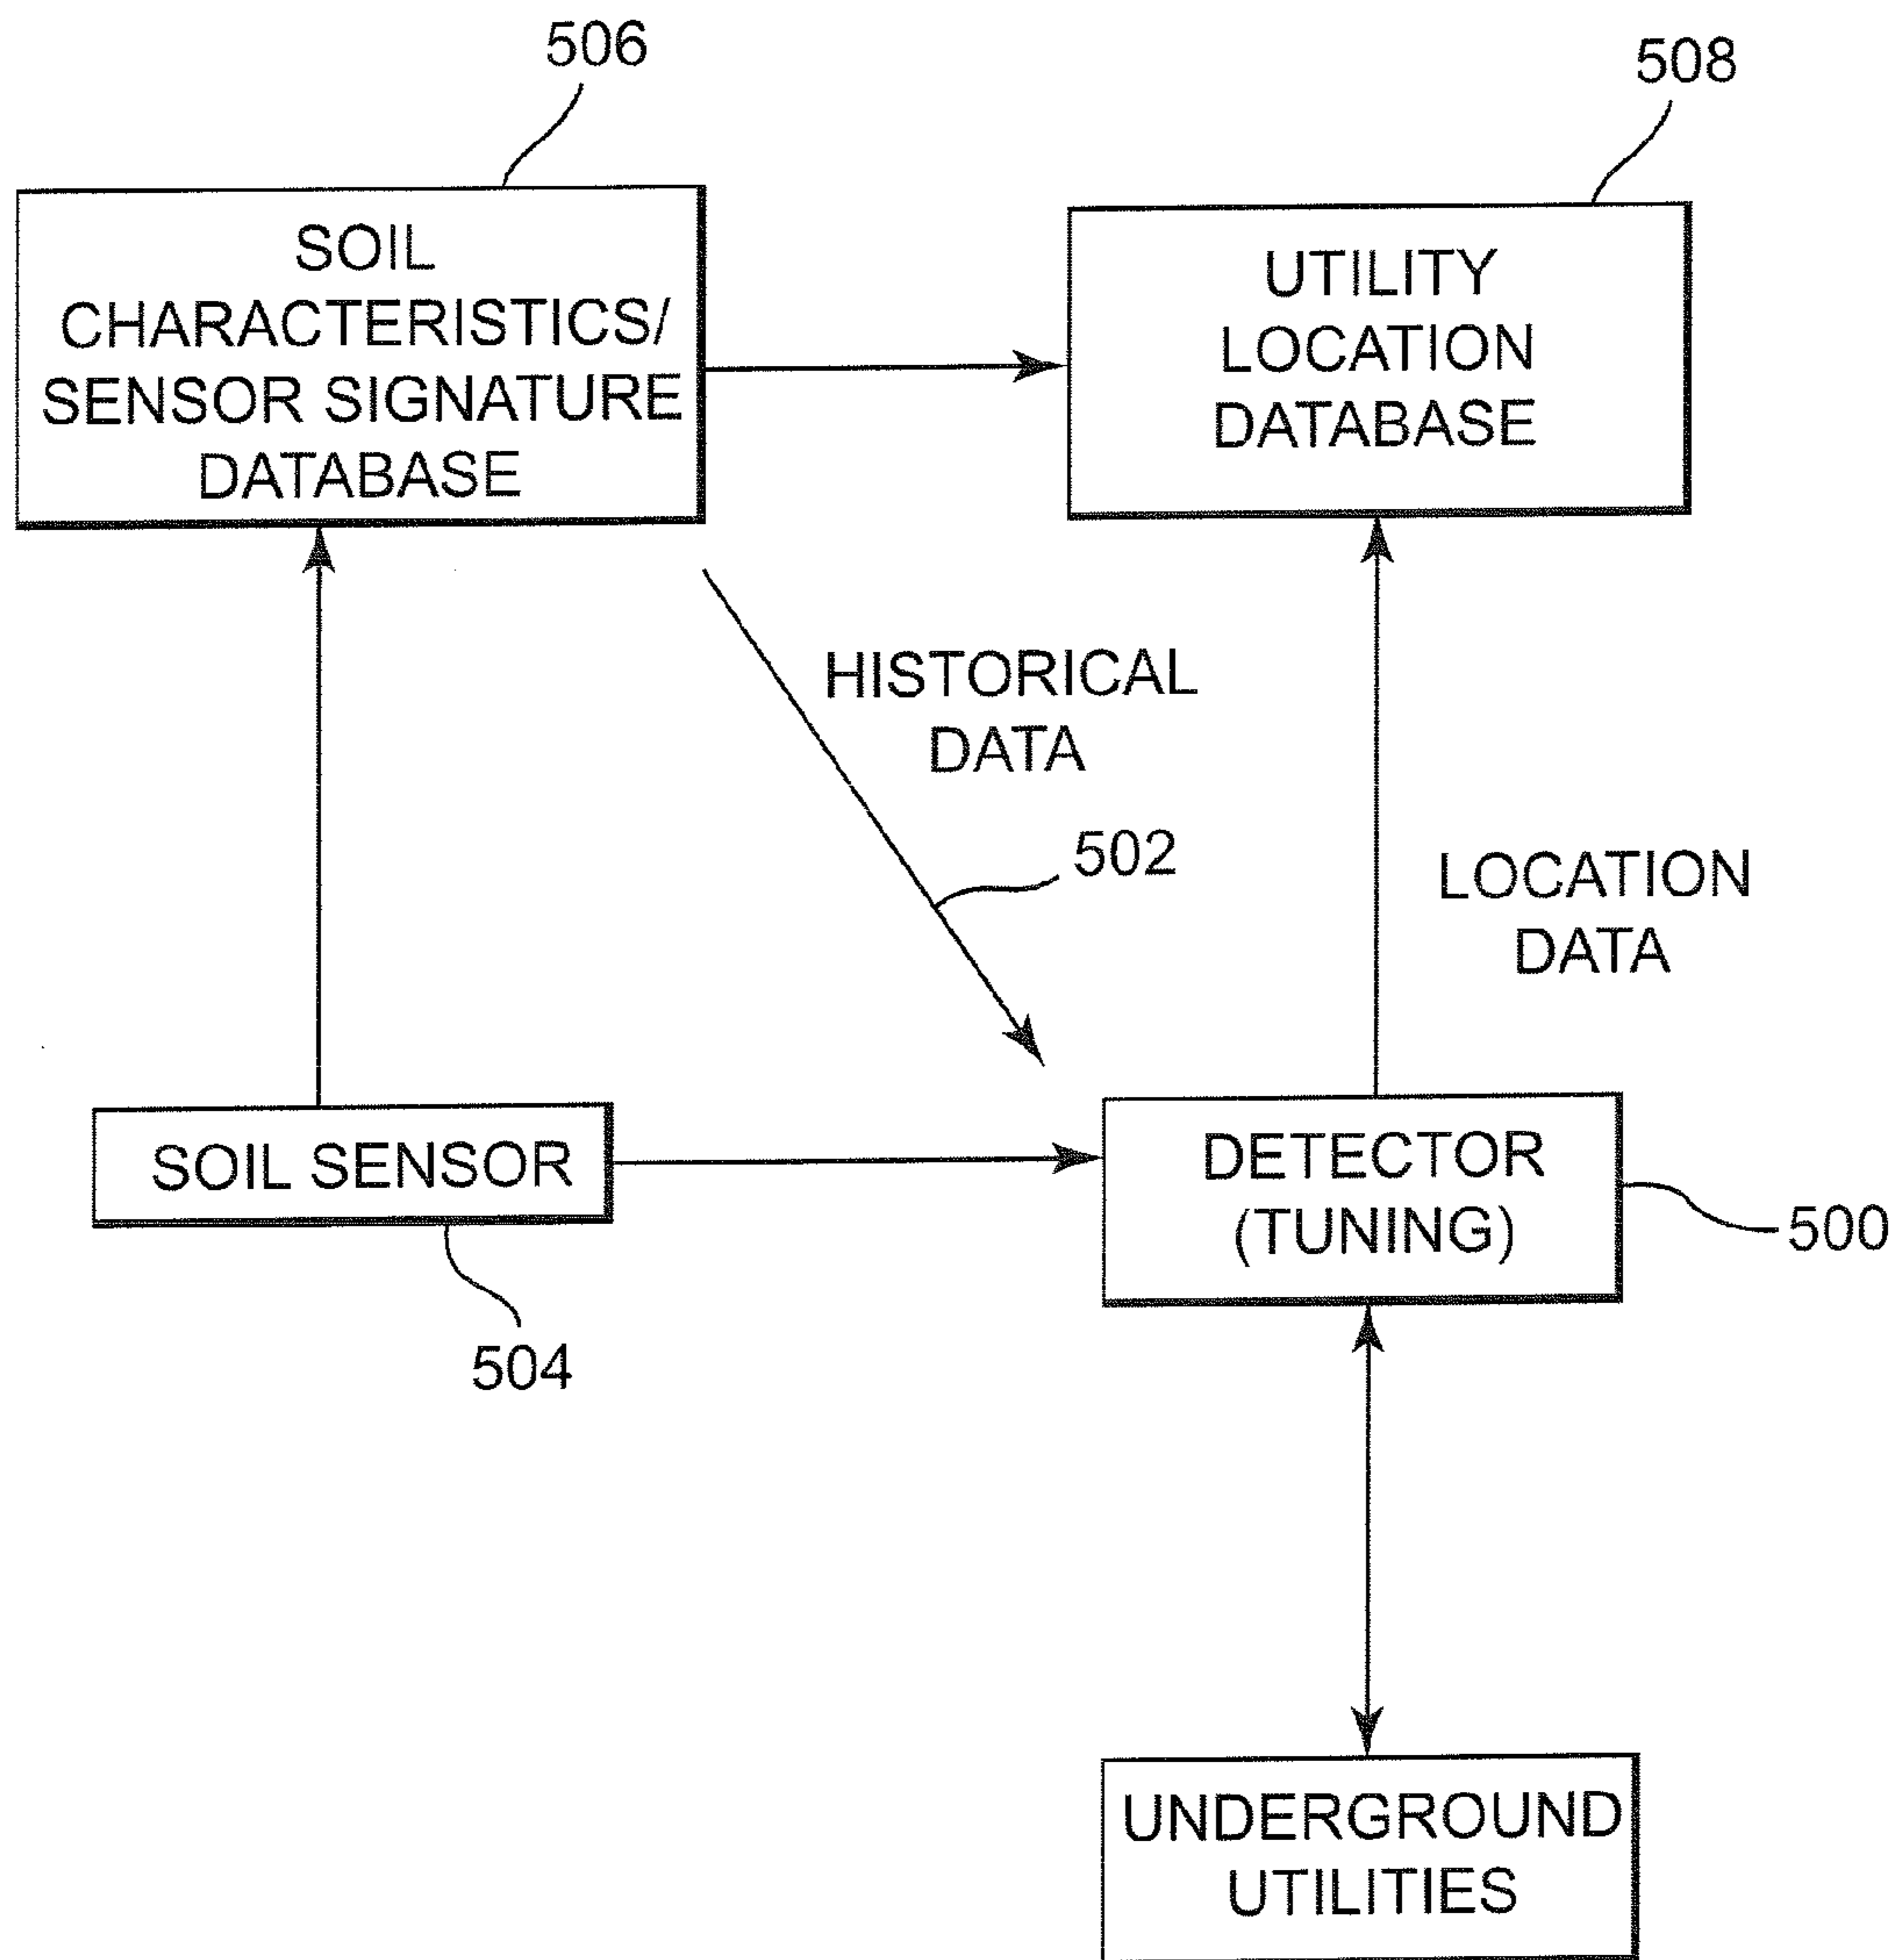 506
508
SOIL
CHARACTERISTICS/
SENSOR SIGNATURE
DATABASE
UTILITY
LOCATION
DATABASE
HISTORICAL
DATA
502
LOCATION
DATA
SOIL SENSOR
504
DETECTOR
(TUNING)
500
UNDERGROUND
UTILITIES